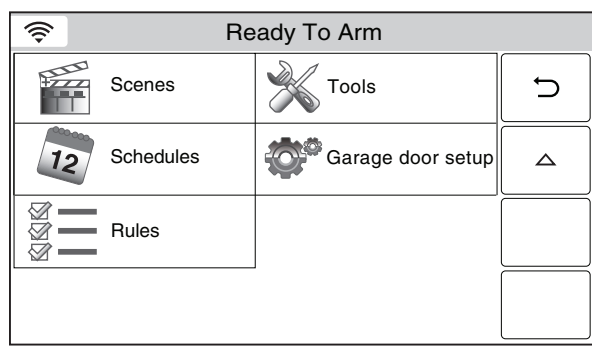 Ready To Arm
Scenes
Tools
12
Schedules
Garage door setup
Rules